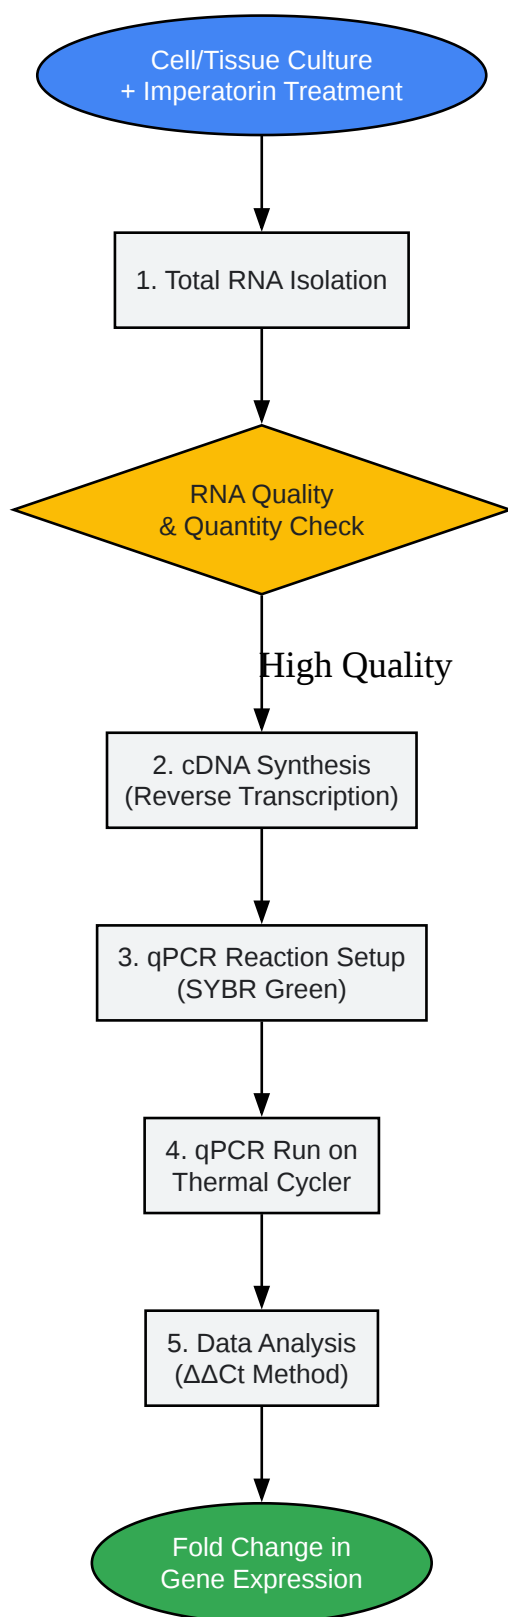 Cell/Tissue Culture
+ Imperatorin Treatment
1. Total RNA Isolation
RNA Quality
& Quantity Check
High Quality
2. cDNA Synthesis
(Reverse Transcription)
3. qPCR Reaction Setup
(SYBR Green)
4. qPCR Run on
Thermal Cycler
5. Data Analysis
(ΔΔCt Method)
Fold Change in
Gene Expression